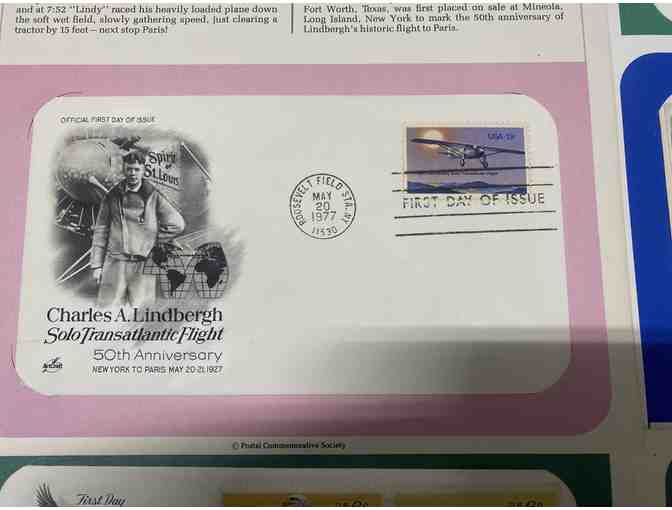 and at 7:52 "Lindy" raced his heavily loaded plane down
the soft wet field, slowly gathering speed, just clearing a
tractor by 15 feet — next stop Paris!
Fort Worth, Texas, was first placed on sale at Mineola,
Long Island, New York to mark the 50th anniversary of
Lindbergh's historic flight to Paris.
OFFICIAL FIRST DAY OF ISSUE
Spirit
of
St. Louis
ROOSEVELT FIELD STA. NY
MAY
20
1977
11530
USA 13c
FIRST DAY OF ISSUE
Charles A. Lindbergh
Solo Transatlantic Flight
50th Anniversary
NEW YORK TO PARIS MAY 20-21, 1927
ArtCraft
© Postal Commemorative Society
First Day